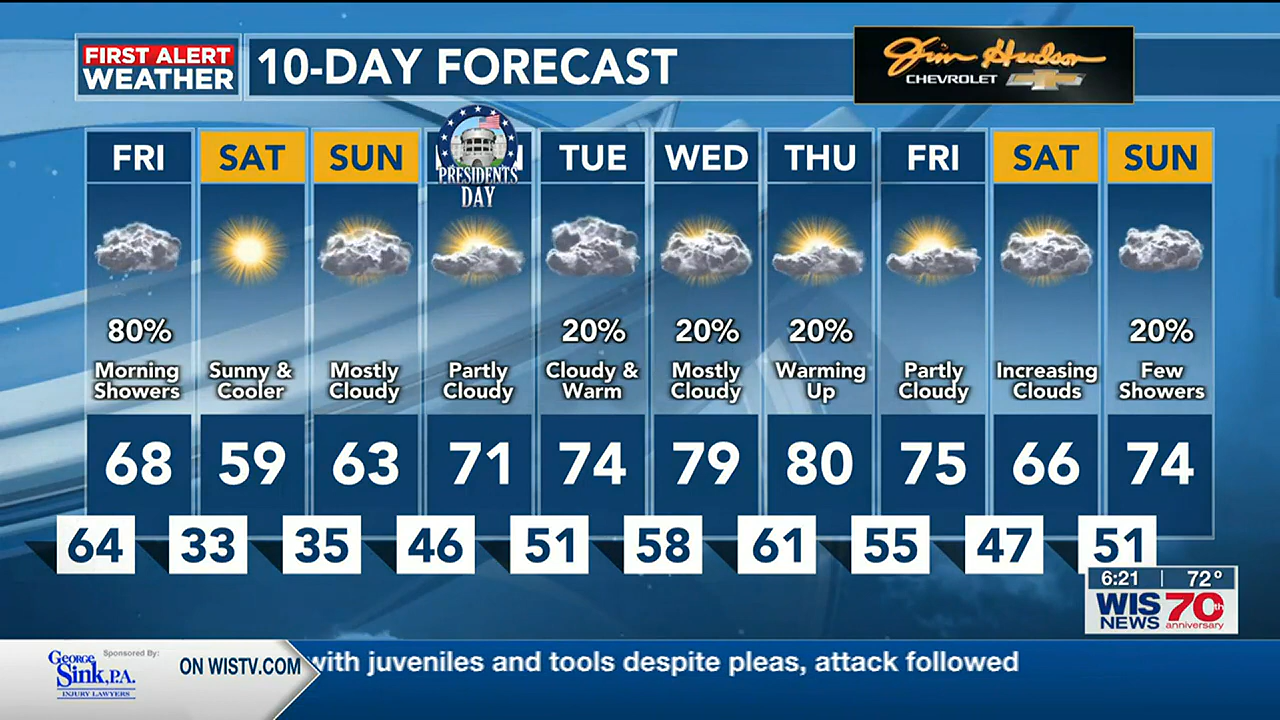 FIRST ALERT
WEATHER
10-DAY FORECAST
Jim Hudson
CHEVROLET
FRI
SAT
SUN
PRESIDENTS
DAY
TUE
WED
THU
FRI
SAT
SUN
80%
20%
20%
20%
20%
Morning
Showers
Sunny &
Cooler
Mostly
Cloudy
Partly
Cloudy
Cloudy &
Warm
Mostly
Cloudy
Warming
Up
Partly
Cloudy
Increasing
Clouds
Few
Showers
68
59
63
71
74
79
80
75
66
74
64
33
35
46
51
58
61
55
47
51
6:21 | 72°
WIS
NEWS
70th
anniversary
GEORGE
Sink, P.A.
INJURY LAWYERS
Sponsored By:
ON WISTV.COM
with juveniles and tools despite pleas, attack followed